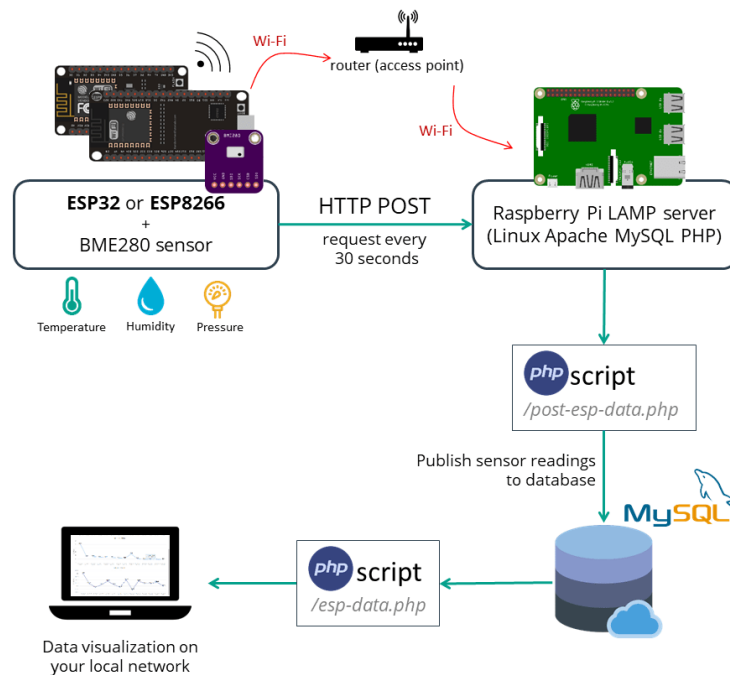 Wi-Fi
router (access point)
Wi-Fi
BME280
ESP32 or ESP8266
+
BME280 sensor
HTTP POST
request every
30 seconds
Raspberry Pi LAMP server
(Linux Apache MySQL PHP)
Temperature
Humidity
Pressure
php script
/post-esp-data.php
Publish sensor readings
to database
MySQL
php script
/esp-data.php
Data visualization on
your local network